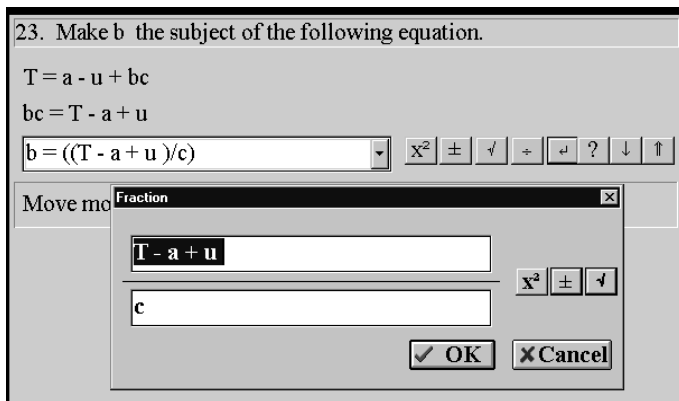 23. Make b the subject of the following equation.
T = a - u + bc
bc = T - a + u
b = ((T - a + u )/c)
x² ± √ ÷ ↵ ? ↓ ⇑
Move mo
Fraction
T - a + u
x² ± √
c
OK Cancel